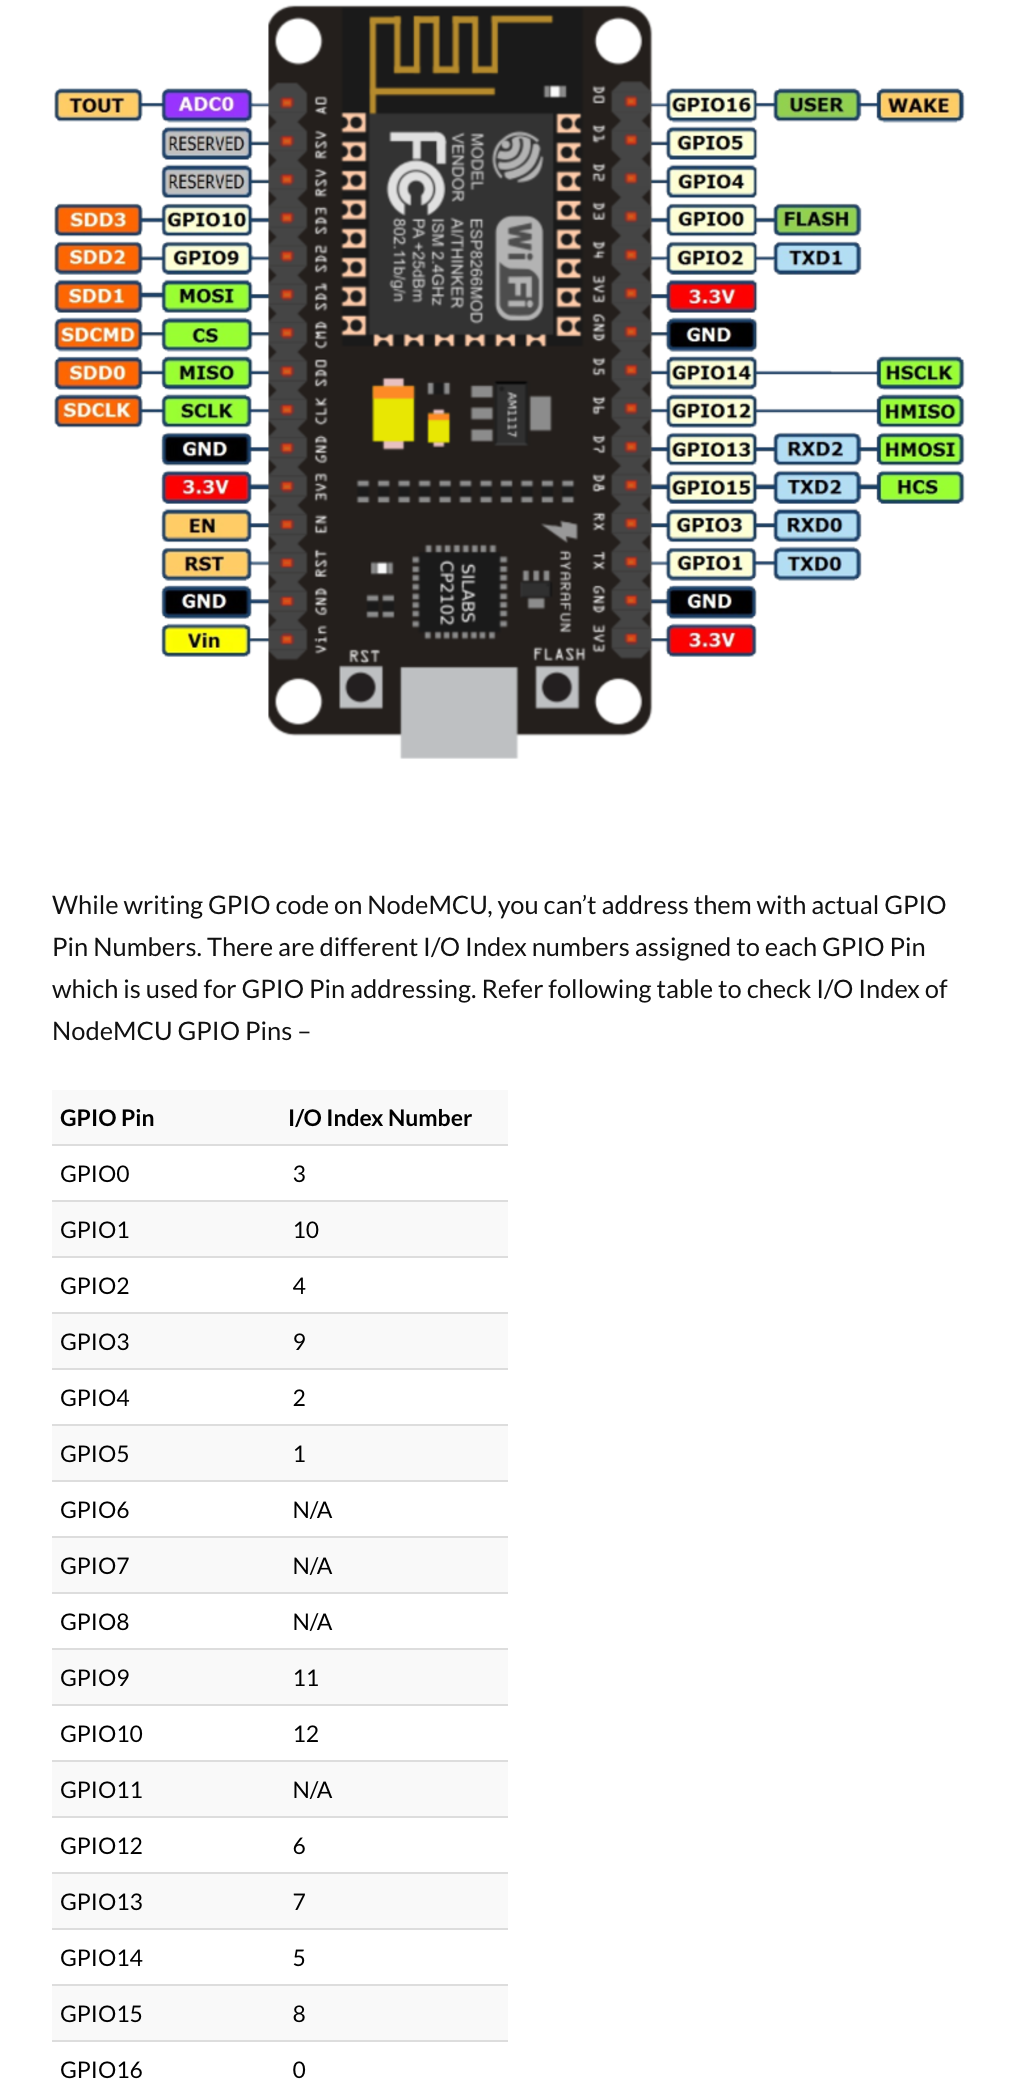 TOUT ADC0 A0 D0 GPIO16 USER WAKE
RESERVED RSV D1 GPIO5
RESERVED RSV D2 GPIO4
SDD3 GPIO10 SD3 D3 GPIO0 FLASH
SDD2 GPIO9 SD2 D4 GPIO2 TXD1
SDD1 MOSI SD1 3V3 3.3V
SDCMD CS CMD GND GND
SDD0 MISO SD0 D5 GPIO14 HSCLK
SDCLK SCLK CLK D6 GPIO12 HMISO
GND GND D7 GPIO13 RXD2 HMOSI
3.3V 3V3 D8 GPIO15 TXD2 HCS
EN EN RX GPIO3 RXD0
RST RST TX GPIO1 TXD0
GND GND GND GND
Vin Vin 3V3 3.3V
FC
WiFi
MODEL ESP8266MOD
VENDOR AI/THINKER
ISM 2.4GHz
PA +25dBm
802.11b/g/n
AM1117
SILABS
CP2102
AYARAFUN
RST FLASH
While writing GPIO code on NodeMCU, you can’t address them with actual GPIO
Pin Numbers. There are different I/O Index numbers assigned to each GPIO Pin
which is used for GPIO Pin addressing. Refer following table to check I/O Index of
NodeMCU GPIO Pins –
GPIO Pin I/O Index Number
GPIO0 3
GPIO1 10
GPIO2 4
GPIO3 9
GPIO4 2
GPIO5 1
GPIO6 N/A
GPIO7 N/A
GPIO8 N/A
GPIO9 11
GPIO10 12
GPIO11 N/A
GPIO12 6
GPIO13 7
GPIO14 5
GPIO15 8
GPIO16 0